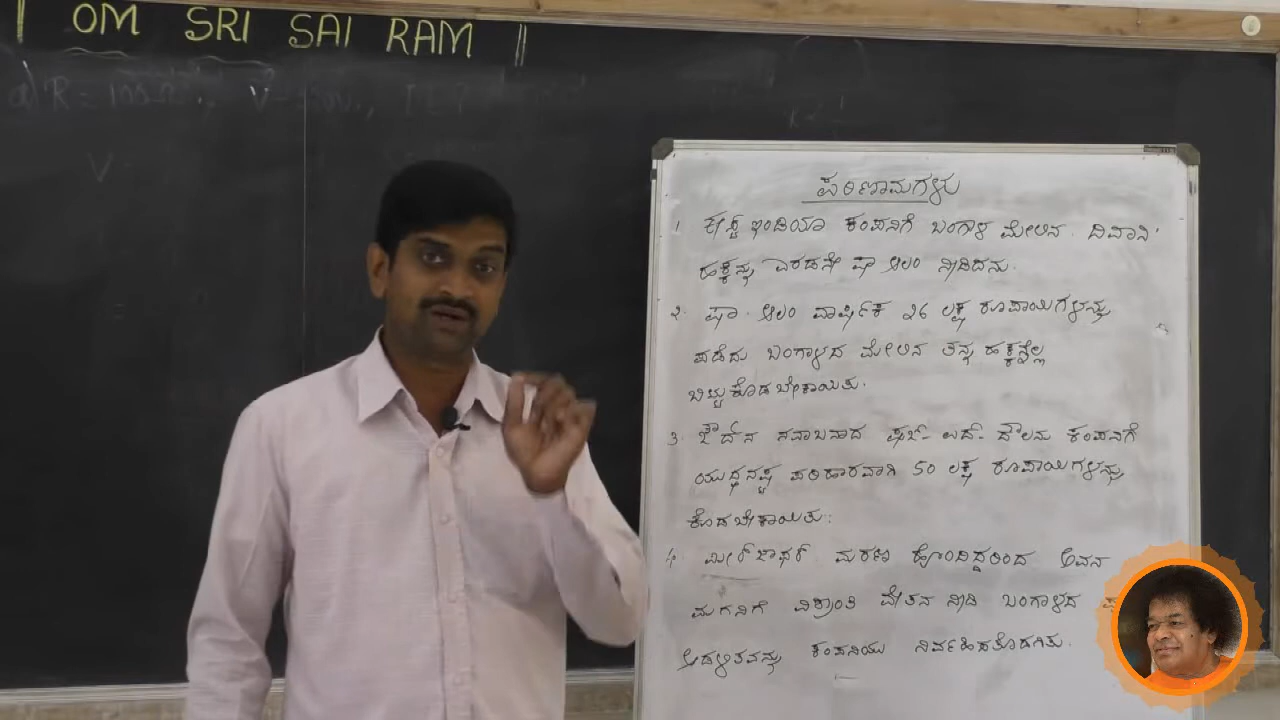 || OM SRI SAI RAM ||
R = 100
V
ಪರಿಣಾಮಗಳು
1. ಈಸ್ಟ್ ಇಂಡಿಯಾ ಕಂಪನಿಗೆ ಬಂಗಾಳ ಮೇಲಿನ ದಿವಾನಿ
ಹಕ್ಕನ್ನು ಎರಡನೇ ಷಾ ಆಲಂ ನೀಡಿದನು.
2. ಷಾ. ಆಲಂ ವಾರ್ಷಿಕ ೨೬ ಲಕ್ಷ ರೂಪಾಯಿಗಳನ್ನು
ಪಡೆದು ಬಂಗಾಳದ ಮೇಲಿನ ತನ್ನ ಹಕ್ಕನ್ನೆಲ್ಲ
ಬಿಟ್ಟುಕೊಡಬೇಕಾಯಿತು.
3. ಔದ್‌ನ ನವಾಬನಾದ ಷುಜ್-ಉದ್-ದೌಲನು ಕಂಪನಿಗೆ
ಯುದ್ಧನಷ್ಟ ಪರಿಹಾರವಾಗಿ 50 ಲಕ್ಷ ರೂಪಾಯಿಗಳನ್ನು
ಕೊಡಬೇಕಾಯಿತು.
4. ಮೀರ್‌ಜಾಫರ್ ಮರಣ ಹೊಂದಿದ್ದರಿಂದ ಅವನ
ಮಗನಿಗೆ ವಿಶ್ರಾಂತಿ ವೇತನ ನೀಡಿ ಬಂಗಾಳದ
ಆಡಳಿತವನ್ನು ಕಂಪನಿಯು ನಿರ್ವಹಿಸತೊಡಗಿತು.